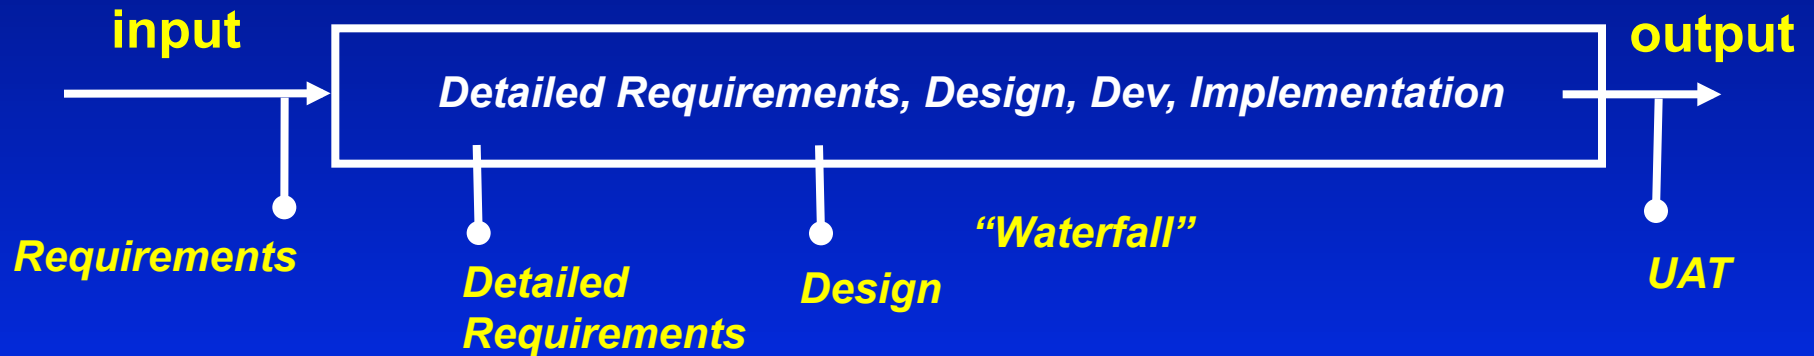 input
output
Detailed Requirements, Design, Dev, Implementation
Requirements
Detailed
Requirements
Design
“Waterfall”
UAT